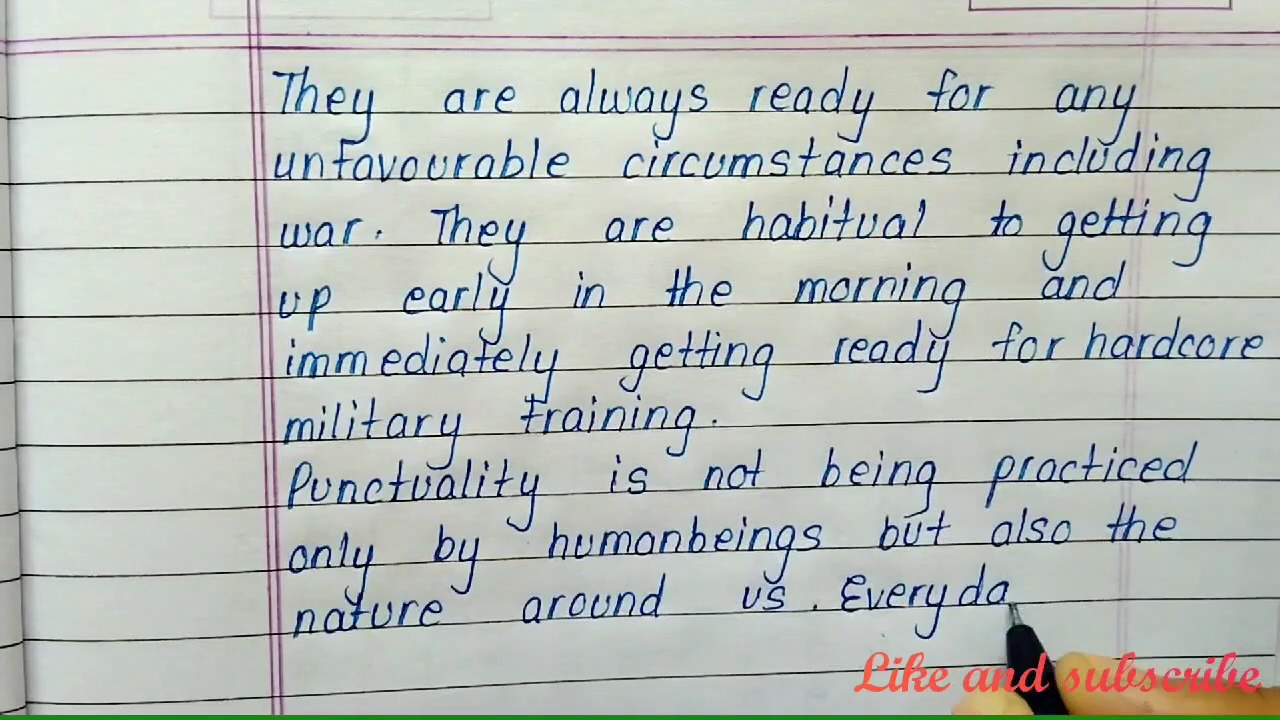 They are always ready for any
unfavourable circumstances including
war. They are habitual to getting
up early in the morning and
immediately getting ready for hardcore
military training.
Punctuality is not being practiced
only by humanbeings but also the
nature around us. Everyda
Like and subscribe